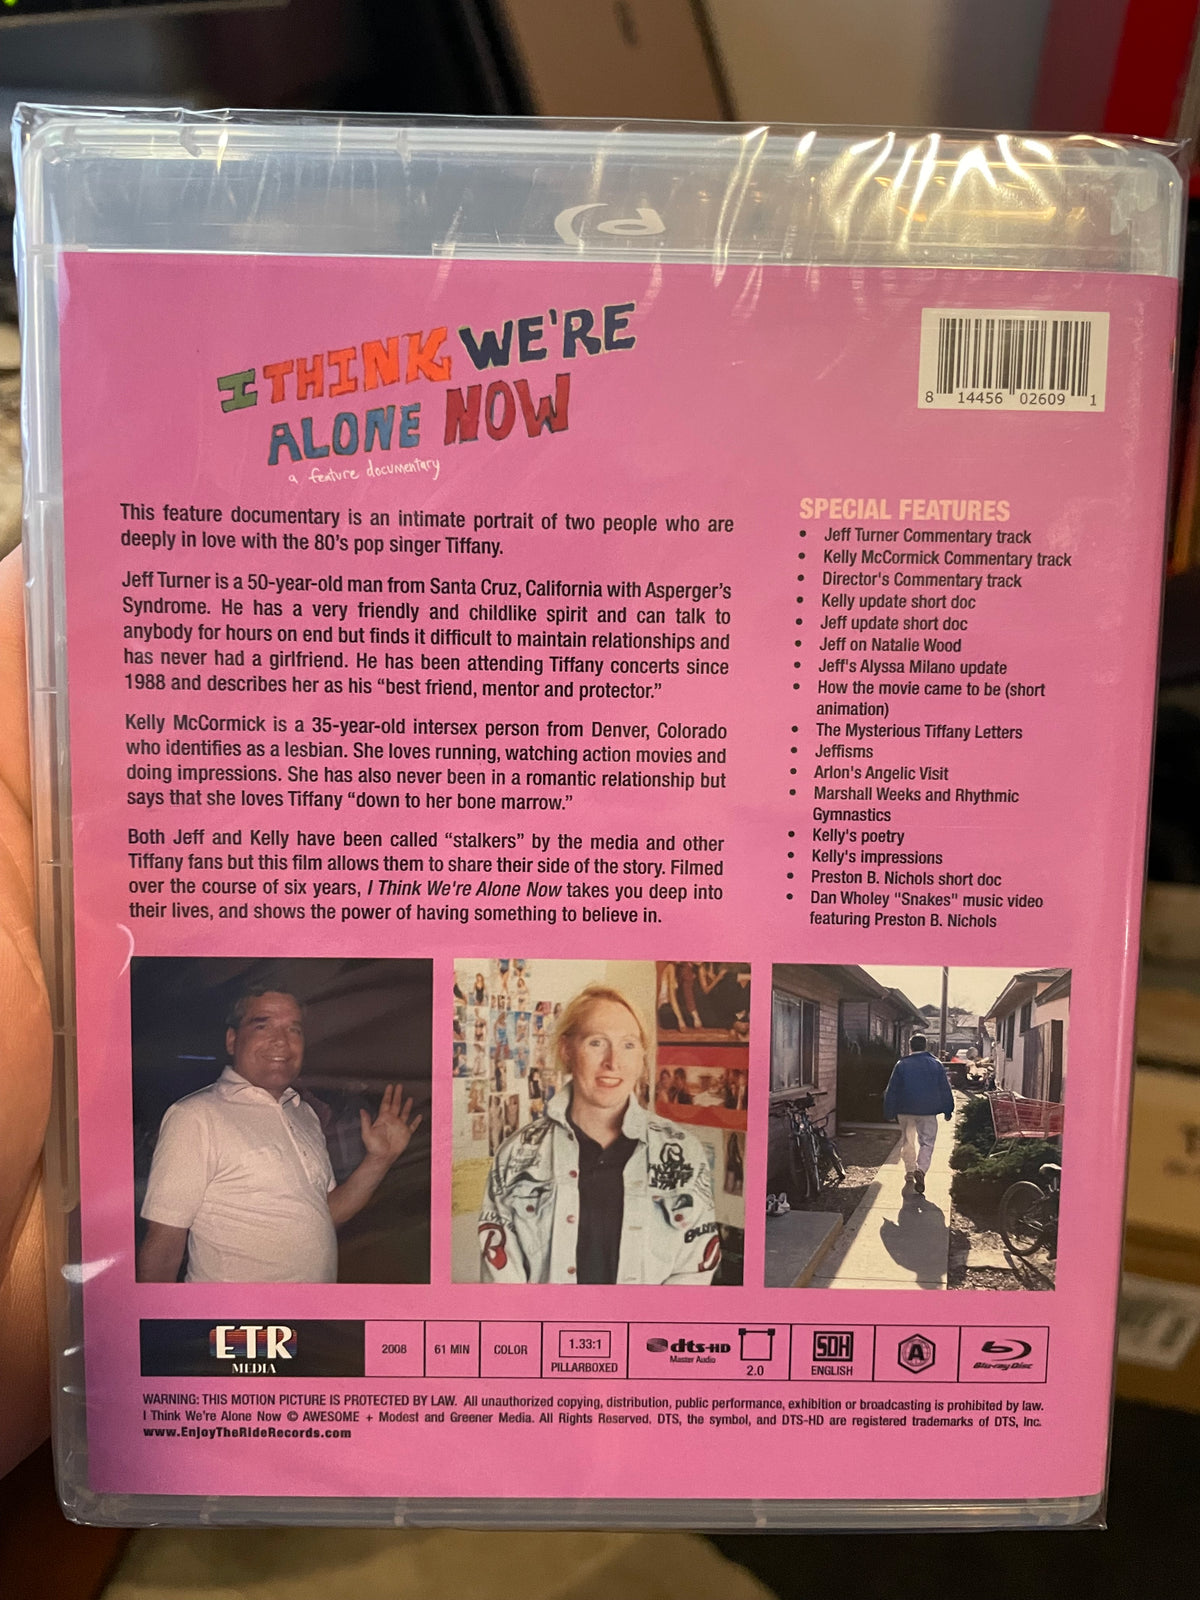 I THINK WE'RE
ALONE NOW
a feature documentary
8 14456 02609 1
This feature documentary is an intimate portrait of two people who are
deeply in love with the 80's pop singer Tiffany.
Jeff Turner is a 50-year-old man from Santa Cruz, California with Asperger's
Syndrome. He has a very friendly and childlike spirit and can talk to
anybody for hours on end but finds it difficult to maintain relationships and
has never had a girlfriend. He has been attending Tiffany concerts since
1988 and describes her as his “best friend, mentor and protector.”
Kelly McCormick is a 35-year-old intersex person from Denver, Colorado
who identifies as a lesbian. She loves running, watching action movies and
doing impressions. She has also never been in a romantic relationship but
says that she loves Tiffany “down to her bone marrow.”
Both Jeff and Kelly have been called “stalkers” by the media and other
Tiffany fans but this film allows them to share their side of the story. Filmed
over the course of six years, I Think We're Alone Now takes you deep into
their lives, and shows the power of having something to believe in.
SPECIAL FEATURES
• Jeff Turner Commentary track
• Kelly McCormick Commentary track
• Director's Commentary track
• Kelly update short doc
• Jeff update short doc
• Jeff on Natalie Wood
• Jeff's Alyssa Milano update
• How the movie came to be (short
animation)
• The Mysterious Tiffany Letters
• Jeffisms
• Arlon's Angelic Visit
• Marshall Weeks and Rhythmic
Gymnastics
• Kelly's poetry
• Kelly's impressions
• Preston B. Nichols short doc
• Dan Wholey "Snakes" music video
featuring Preston B. Nichols
ETR
MEDIA
2008
61 MIN
COLOR
1.33:1
PILLARBOXED
dts-HD
Master Audio
2.0
SDH
ENGLISH
A
Blu-ray Disc
WARNING: THIS MOTION PICTURE IS PROTECTED BY LAW. All unauthorized copying, distribution, public performance, exhibition or broadcasting is prohibited by law.
I Think We're Alone Now © AWESOME + Modest and Greener Media. All Rights Reserved. DTS, the symbol, and DTS-HD are registered trademarks of DTS, Inc.
www.EnjoyTheRideRecords.com